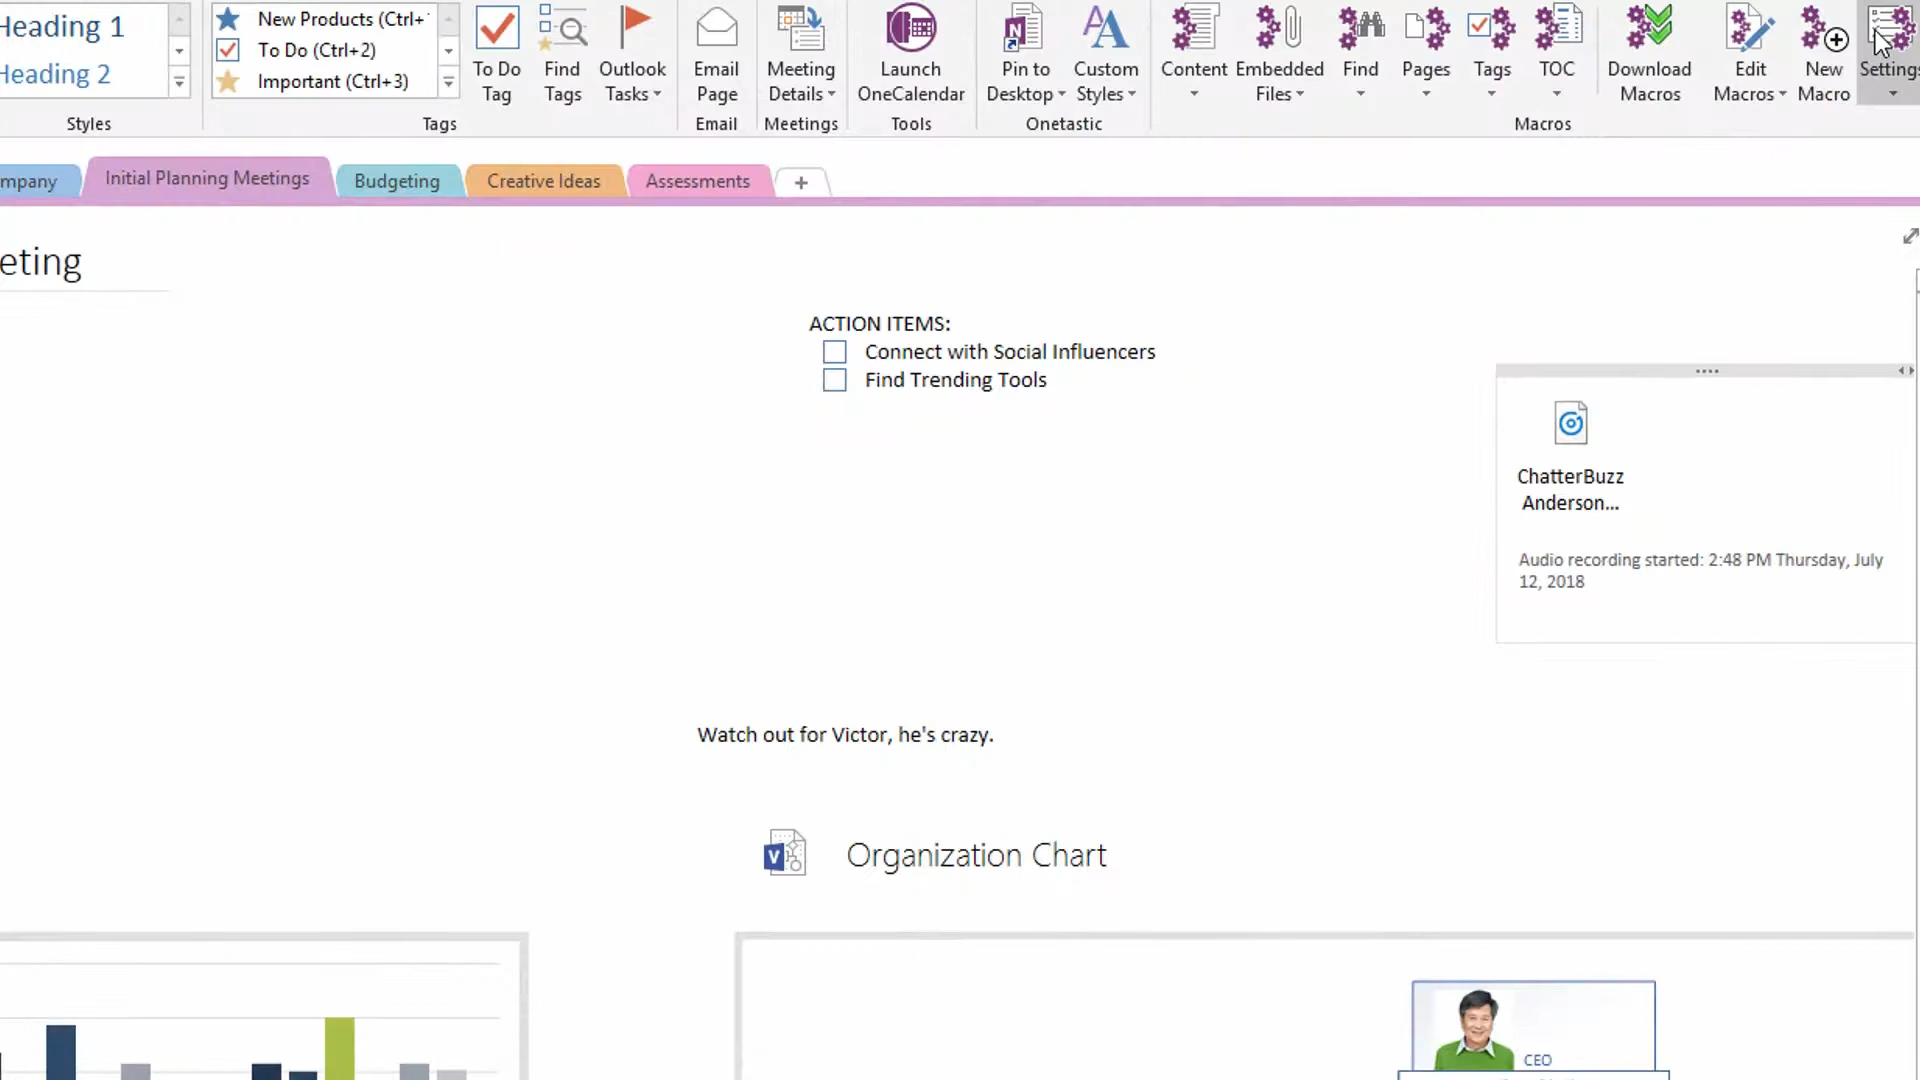 Heading 1
Heading 2
Styles
New Products (Ctrl+
To Do (Ctrl+2)
Important (Ctrl+3)
To Do
Tag
Find
Tags
Outlook
Tasks
Tags
Email
Page
Email
Meeting
Details
Meetings
Launch
OneCalendar
Tools
Pin to
Desktop
Custom
Styles
Onetastic
Content
Embedded
Files
Find
Pages
Tags
TOC
Download
Macros
Edit
Macros
New
Macro
Settings
Macros
mpany
Initial Planning Meetings
Budgeting
Creative Ideas
Assessments
+
eting
ACTION ITEMS:
Connect with Social Influencers
Find Trending Tools
ChatterBuzz
Anderson...
Audio recording started: 2:48 PM Thursday, July
12, 2018
Watch out for Victor, he's crazy.
Organization Chart
CEO